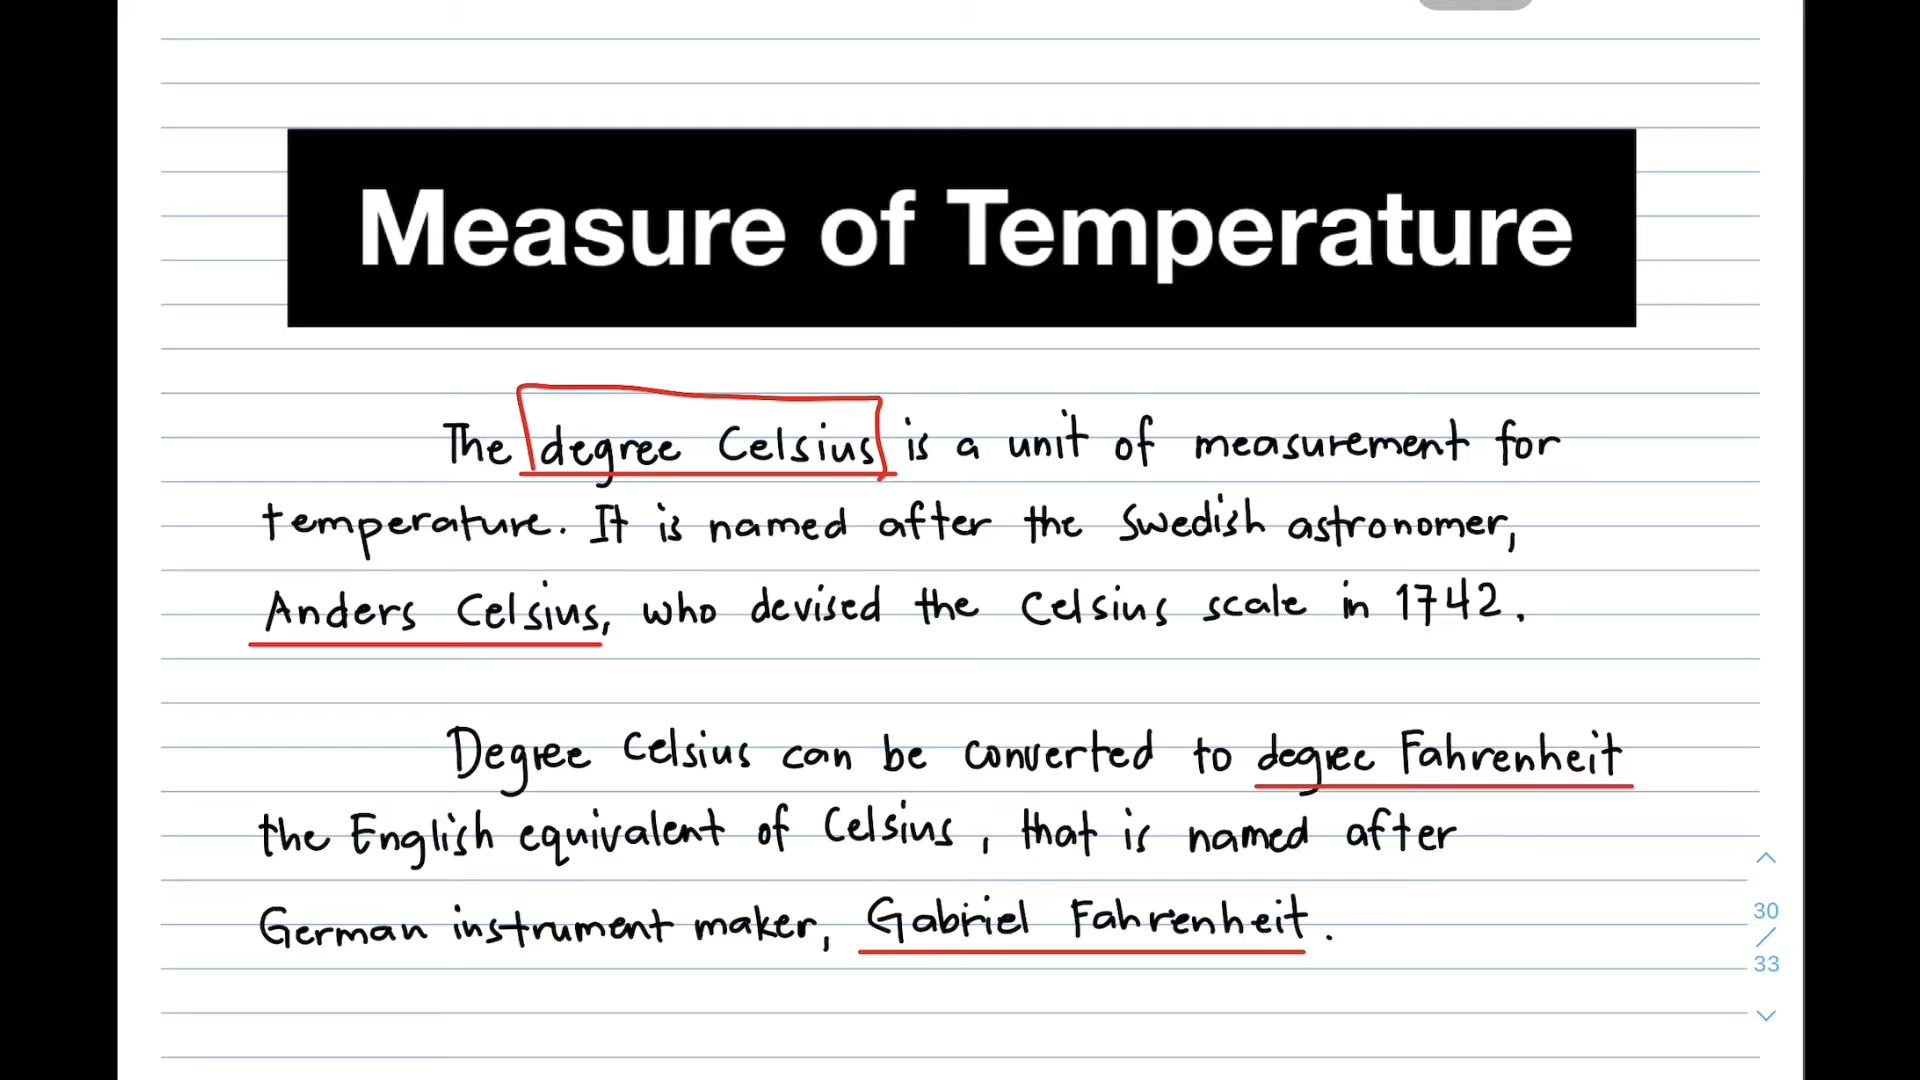 Measure of Temperature
The degree Celsius is a unit of measurement for
temperature. It is named after the Swedish astronomer,
Anders Celsius, who devised the Celsius scale in 1742.
Degree Celsius can be converted to degree Fahrenheit
the English equivalent of Celsius, that is named after
German instrument maker, Gabriel Fahrenheit.
30
/
33